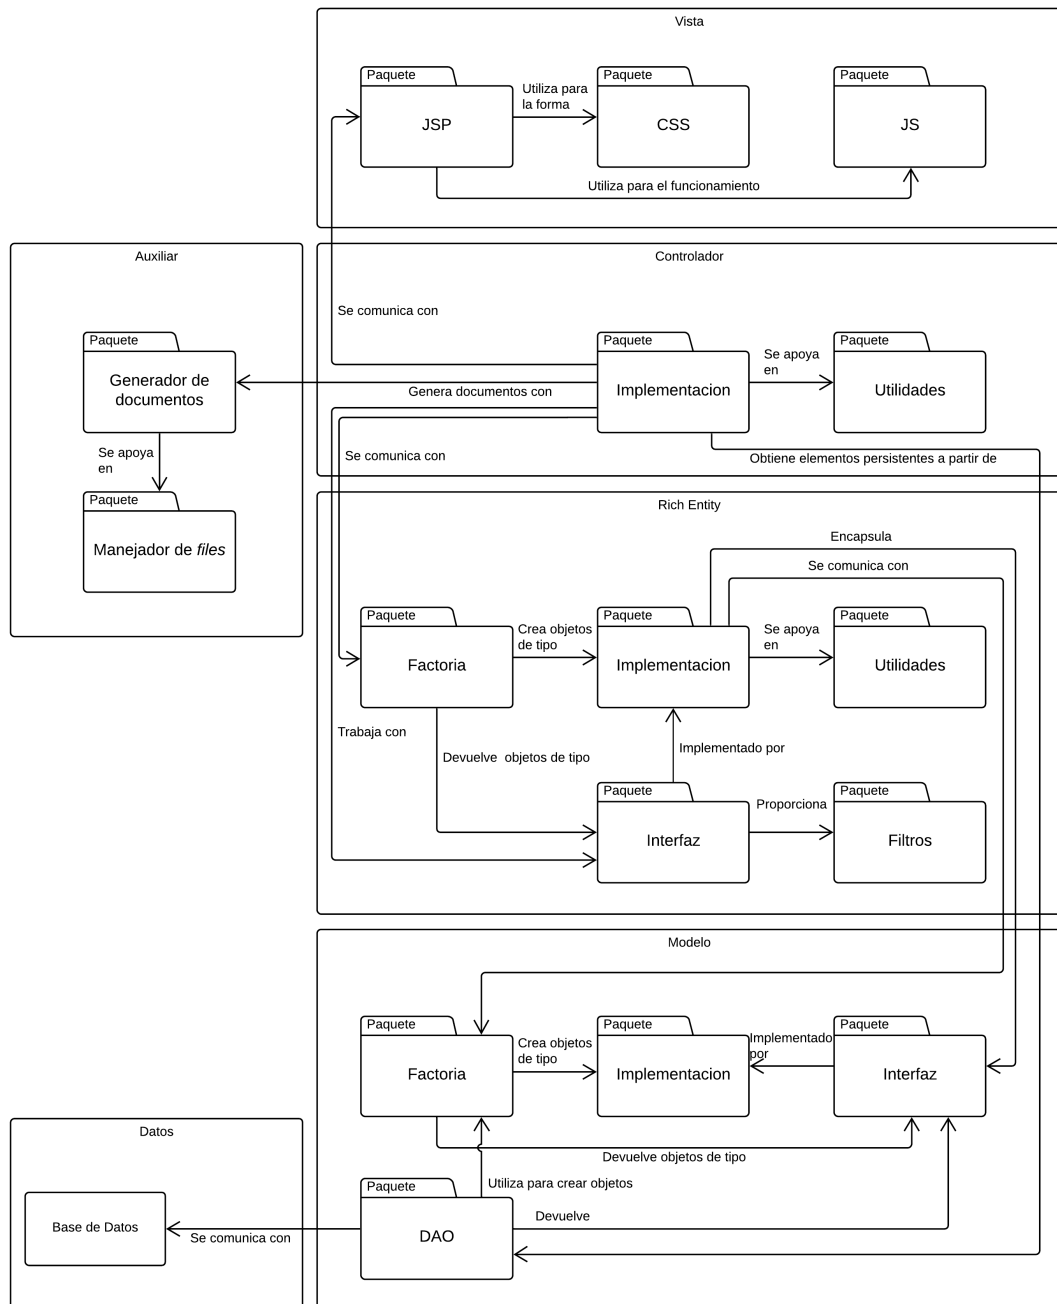 Vista
Paquete
JSP
Utiliza para
la forma
Paquete
CSS
Paquete
JS
Utiliza para el funcionamiento
Auxiliar
Paquete
Generador de
documentos
Se apoya
en
Paquete
Manejador de files
Controlador
Se comunica con
Paquete
Implementacion
Se apoya
en
Paquete
Utilidades
Genera documentos con
Se comunica con
Obtiene elementos persistentes a partir de
Rich Entity
Encapsula
Se comunica con
Paquete
Factoria
Crea objetos
de tipo
Paquete
Implementacion
Se apoya
en
Paquete
Utilidades
Trabaja con
Devuelve  objetos de tipo
Implementado por
Paquete
Interfaz
Proporciona
Paquete
Filtros
Modelo
Paquete
Factoria
Crea objetos
de tipo
Paquete
Implementacion
Implementado
por
Paquete
Interfaz
Devuelve objetos de tipo
Utiliza para crear objetos
Paquete
DAO
Devuelve
Datos
Base de Datos
Se comunica con